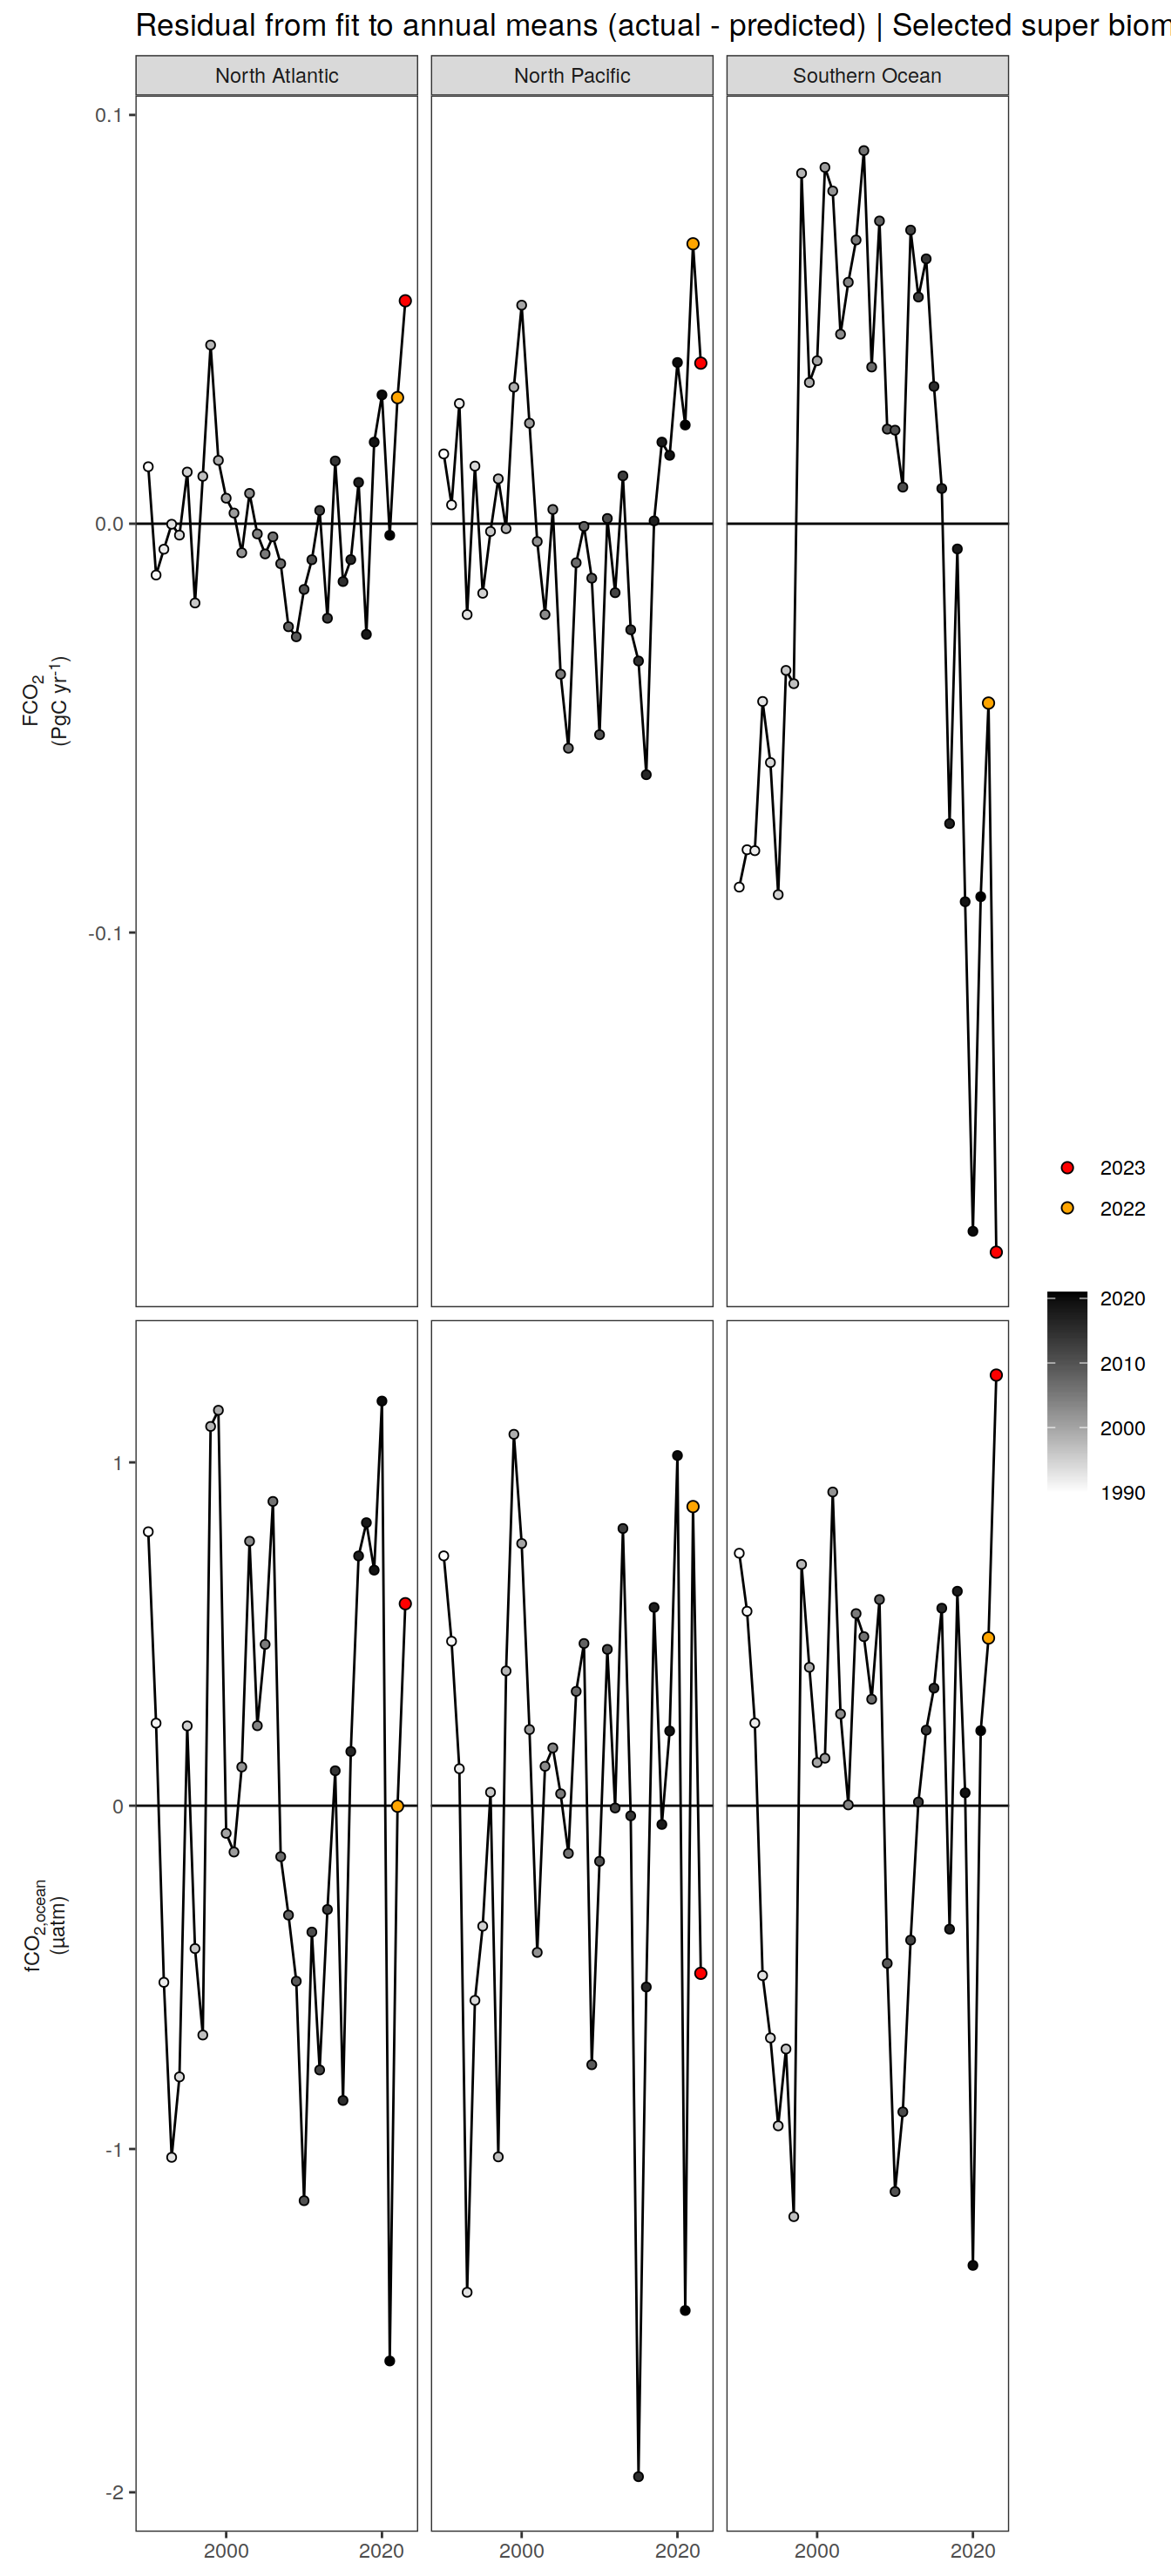 Residual from fit to annual means (actual - predicted) | Selected super biom
North Atlantic
North Pacific
Southern Ocean
FCO₂
(PgC yr⁻¹)
0.1
0.0
-0.1
2023
2022
2020
2010
2000
1990
fCO₂,ocean
(µatm)
1
0
-1
-2
2000
2020
2000
2020
2000
2020